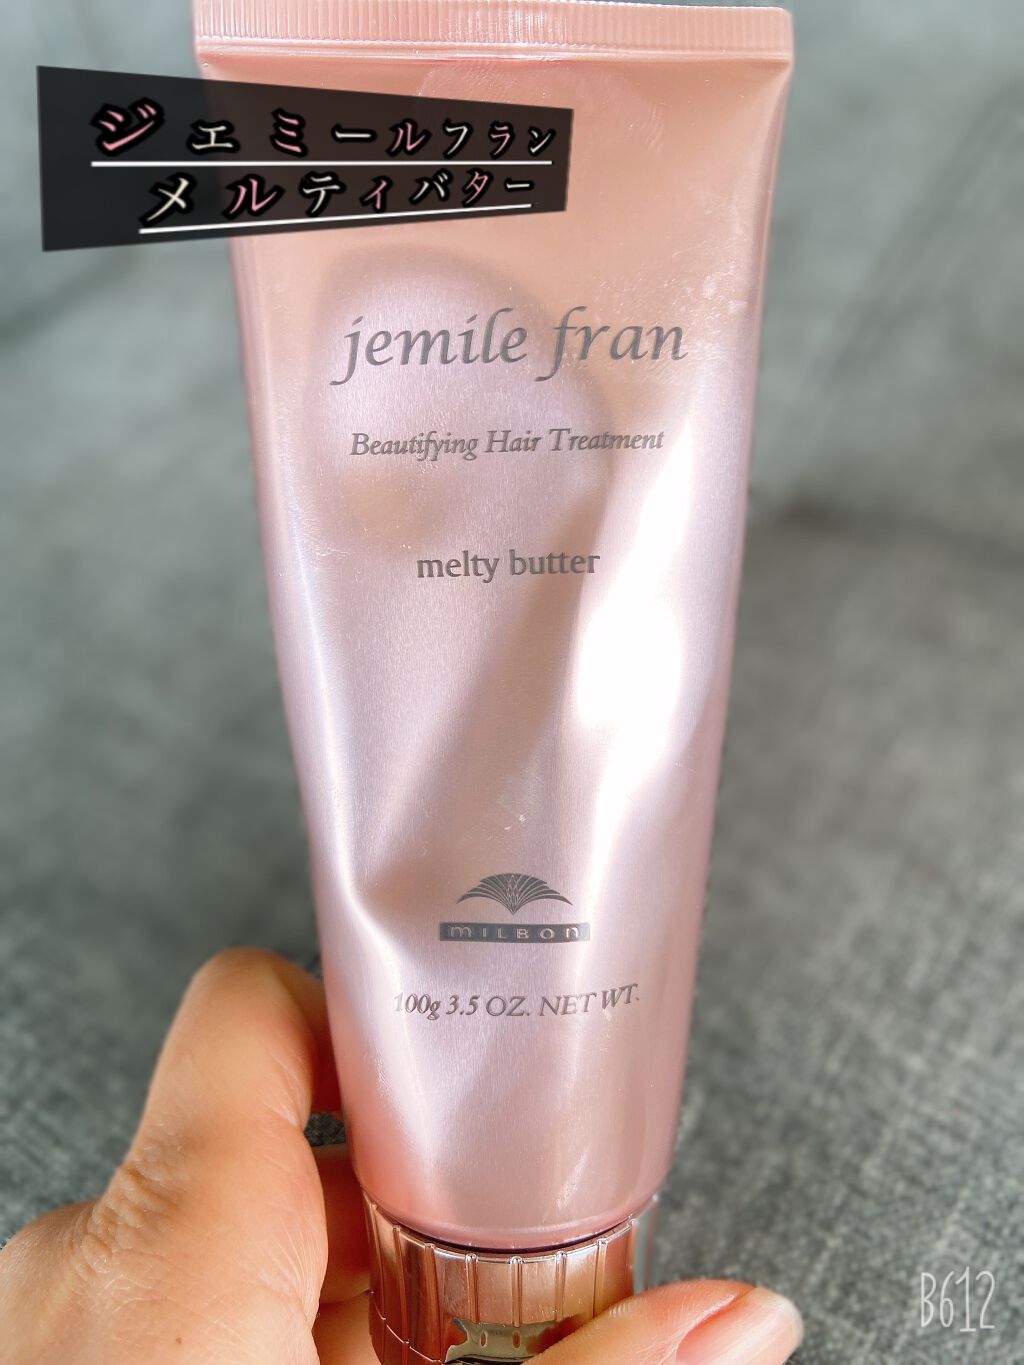 ジェミールフラン
メルティバター
jemile fran
Beautifying Hair Treatment
melty butter
MILBON
100g 3.5 OZ. NET WT.
B612